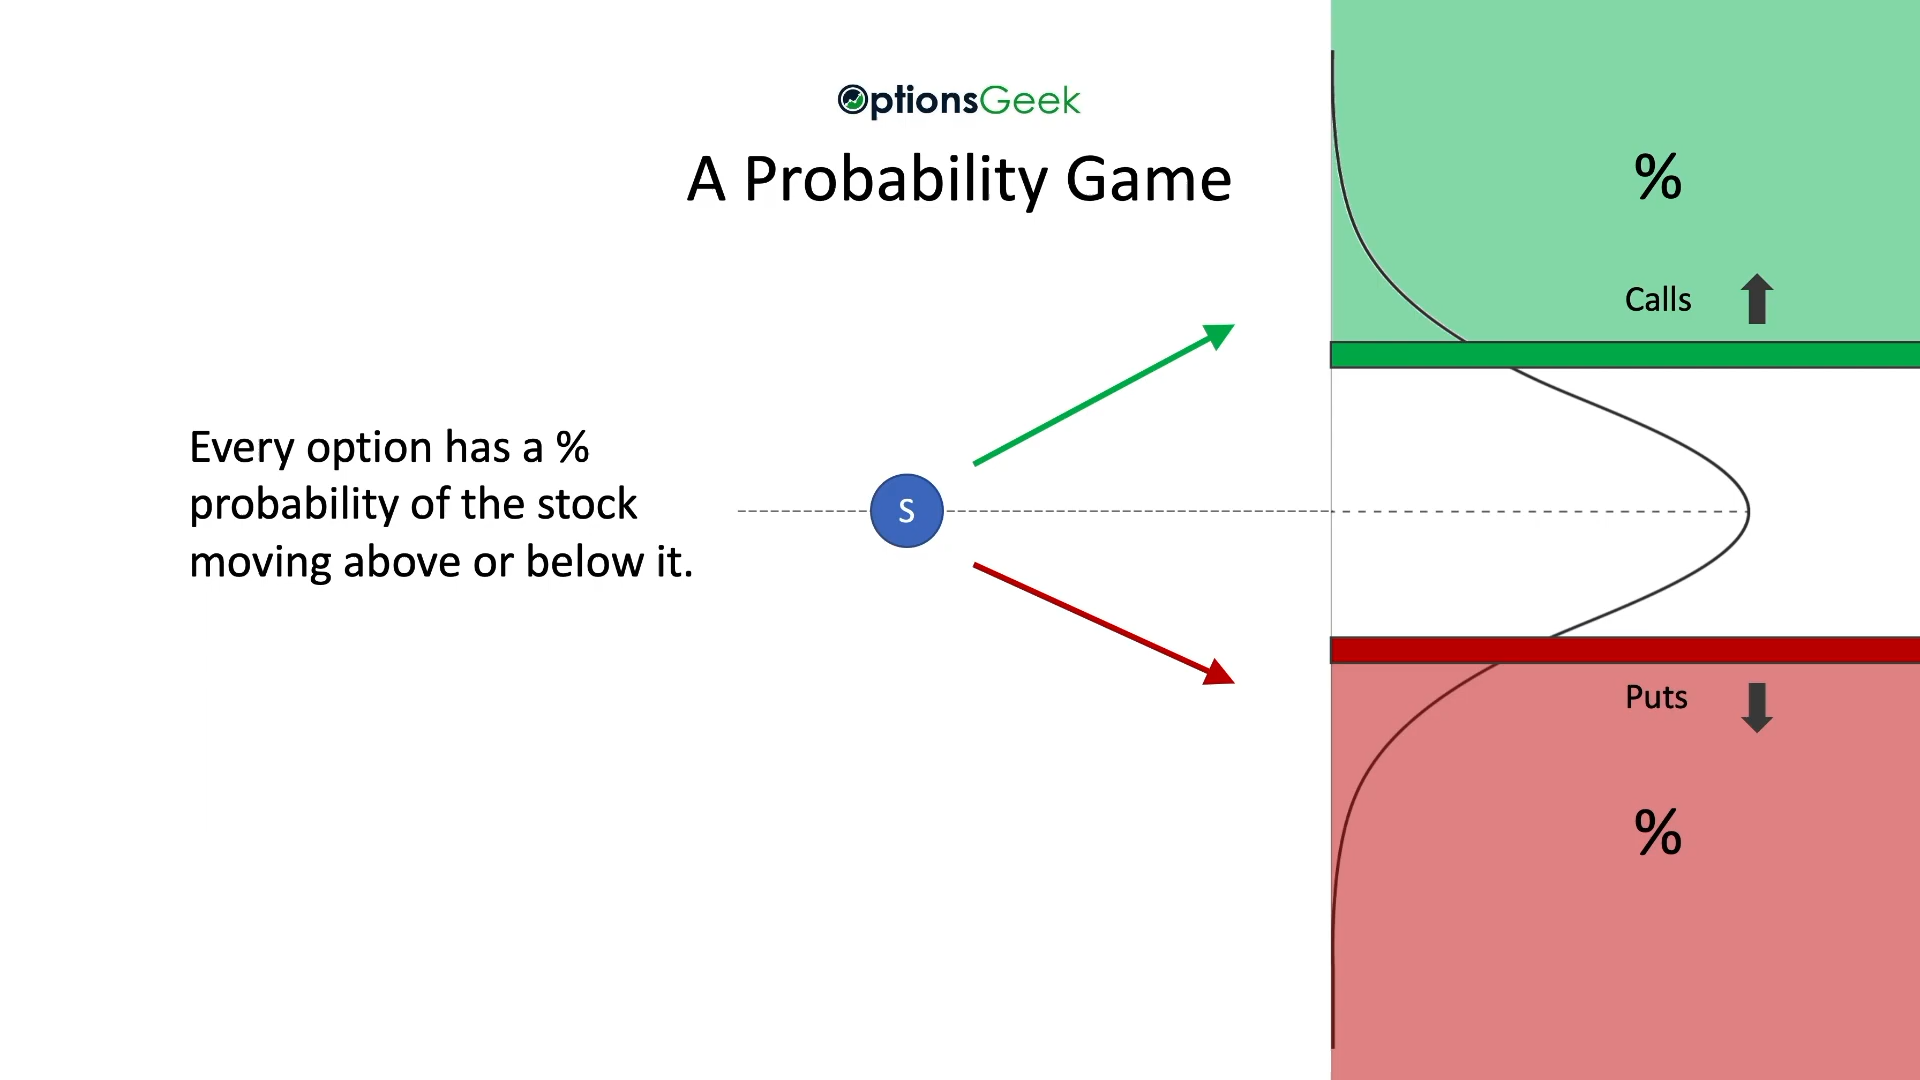 OptionsGeek
A Probability Game
%
Calls
Every option has a %
probability of the stock
moving above or below it.
S
Puts
%